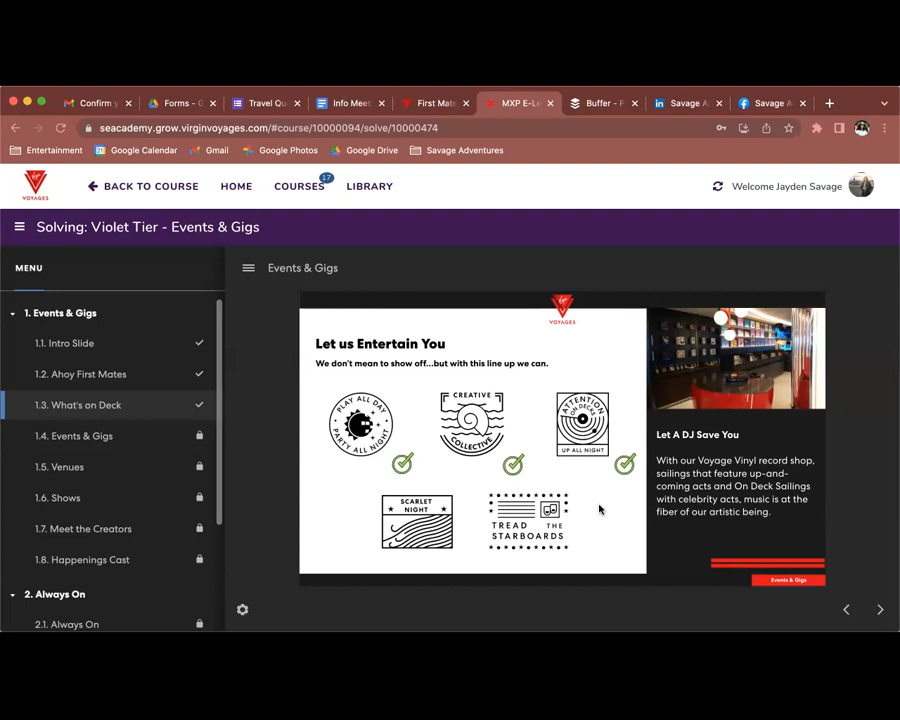 Confirm y
Forms - G
Travel Qu
Info Meet
First Mate
MXP E-Le
Buffer - P
Savage A
Savage A
seacademy.grow.virginvoyages.com/#course/10000094/solve/10000474
Entertainment
Google Calendar
Gmail
Google Photos
Google Drive
Savage Adventures
Virgin
VOYAGES
BACK TO COURSE
HOME
COURSES
17
LIBRARY
Welcome Jayden Savage
Solving: Violet Tier - Events & Gigs
MENU
Events & Gigs
1. Events & Gigs
1.1. Intro Slide
1.2. Ahoy First Mates
1.3. What's on Deck
1.4. Events & Gigs
1.5. Venues
1.6. Shows
1.7. Meet the Creators
1.8. Happenings Cast
2. Always On
2.1. Always On
Virgin
VOYAGES
Let us Entertain You
We don't mean to show off...but with this line up we can.
PLAY ALL DAY
PARTY ALL NIGHT
CREATIVE
COLLECTIVE
ATTENTION
ON DECKS
UP ALL NIGHT
SCARLET
NIGHT
TREAD THE
STARBOARDS
Let A DJ Save You
With our Voyage Vinyl record shop,
sailings that feature up-and-
coming acts and On Deck Sailings
with celebrity acts, music is at the
fiber of our artistic being.
Events & Gigs